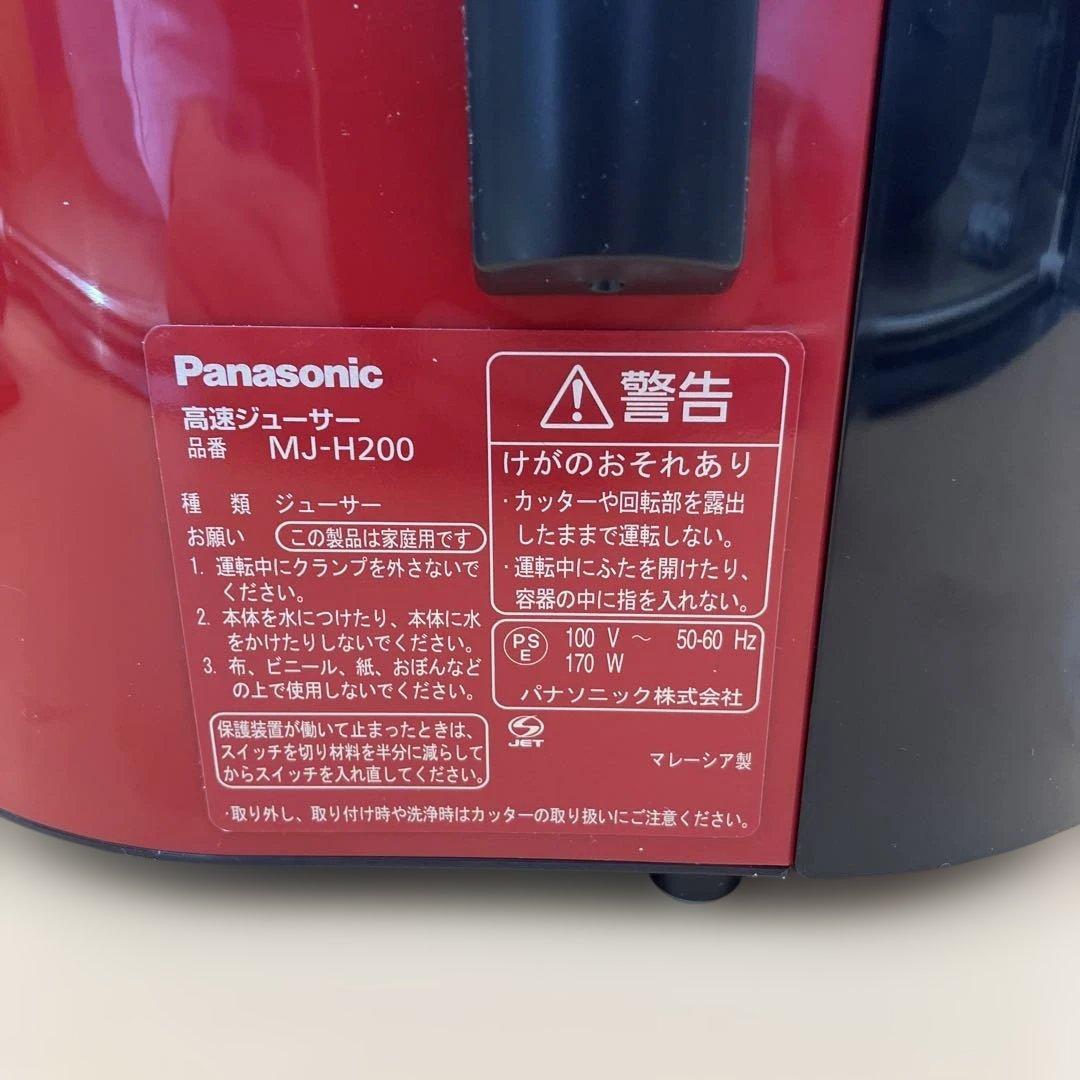 Panasonic
高速ジューサー
品番 MJ-H200
種 類 ジューサー
お願い この製品は家庭用です
1. 運転中にクランプを外さないで
ください。
2. 本体を水につけたり、本体に水
をかけたりしないでください。
3. 布、ビニール、紙、おぼんなど
の上で使用しないでください。
保護装置が働いて止まったときは、
スイッチを切り材料を半分に減らして
からスイッチを入れ直してください。
警告
けがのおそれあり
・カッターや回転部を露出
したままで運転しない。
・運転中にふたを開けたり、
容器の中に指を入れない。
PS
E
100 V ～ 50-60 Hz
170 W
パナソニック株式会社
JET
マレーシア製
・取り外し、取り付け時や洗浄時はカッターの取り扱いにご注意ください。